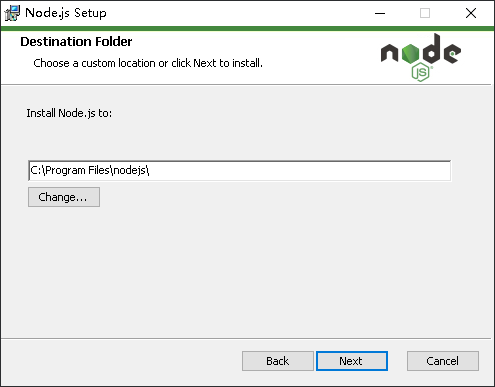 Node.js Setup
Destination Folder
Choose a custom location or click Next to install.
node
JS
Install Node.js to:
C:\Program Files\nodejs\
Change...
Back
Next
Cancel